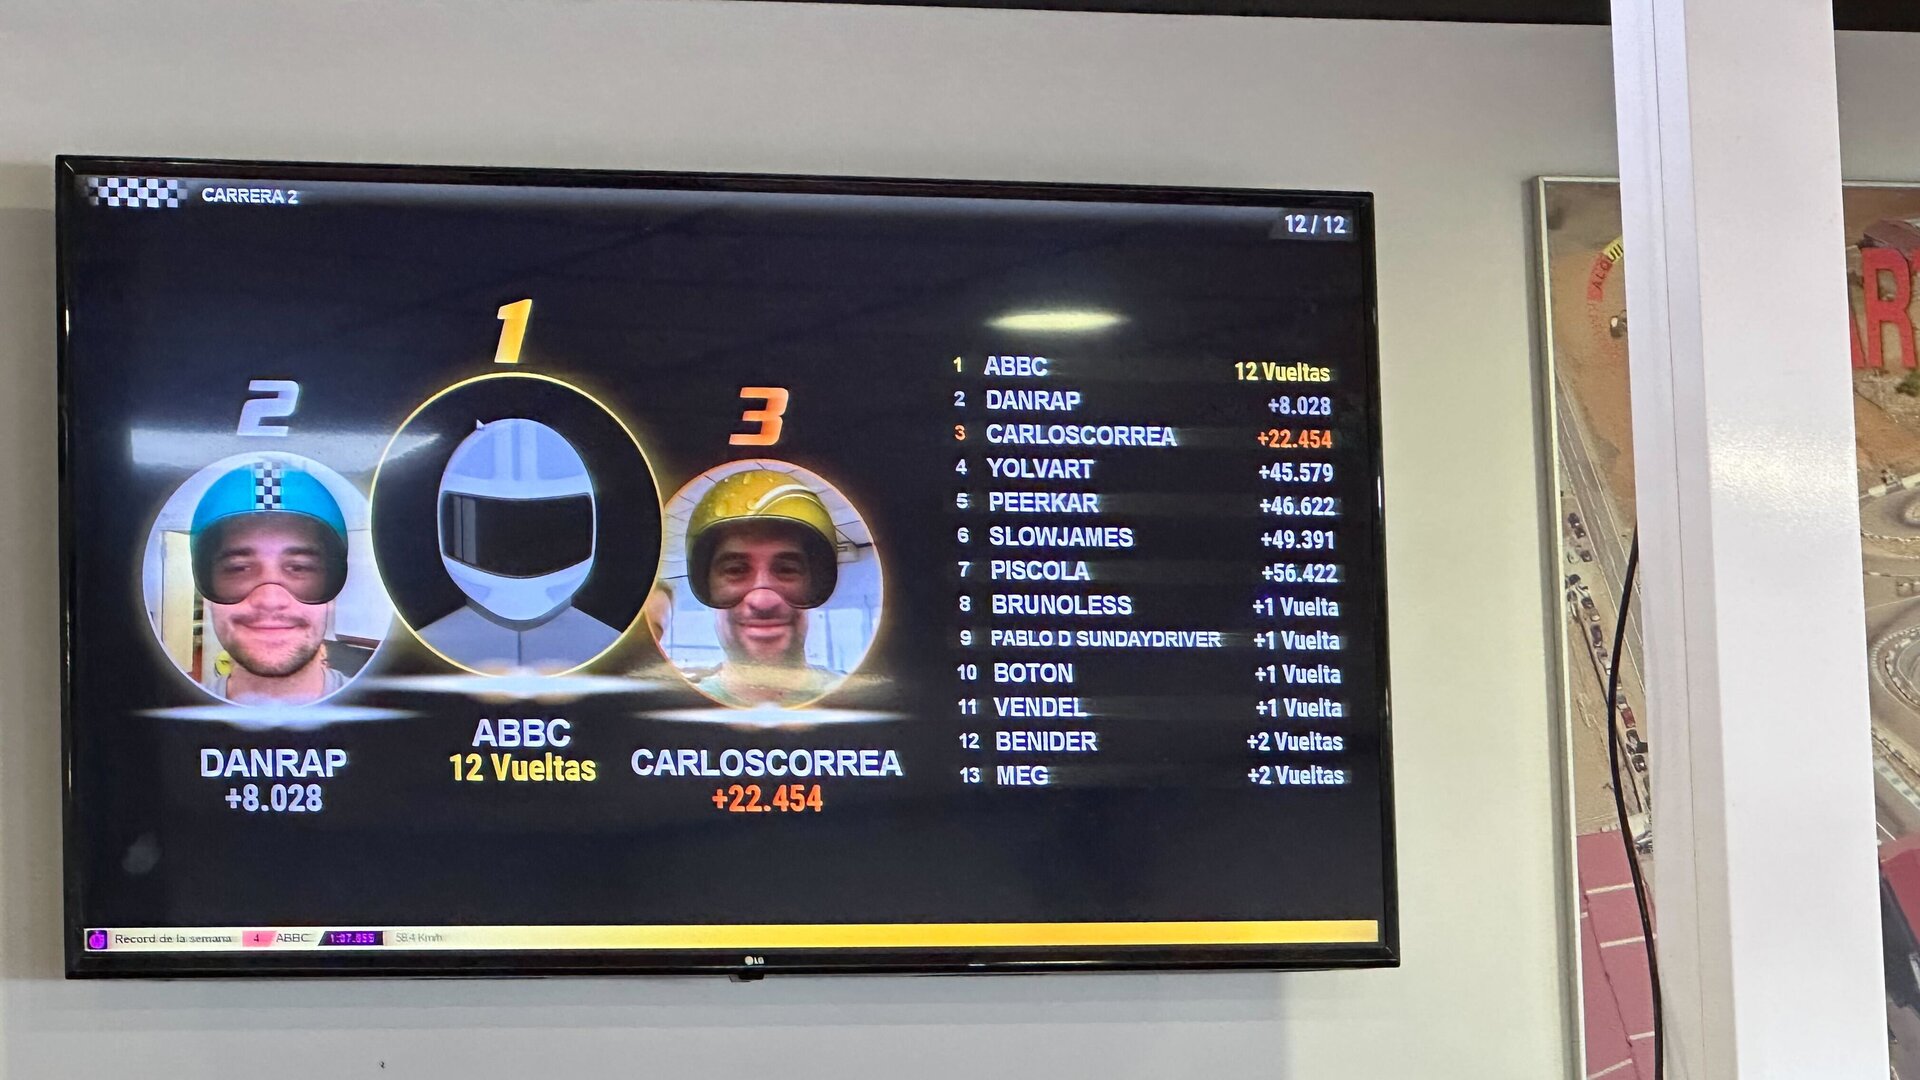 CARRERA 2
12 / 12
1
2
3
DANRAP
+8.028
ABBC
12 Vueltas
CARLOSCORREA
+22.454
1 ABBC 12 Vueltas
2 DANRAP +8.028
3 CARLOSCORREA +22.454
4 YOLVART +45.579
5 PEERKAR +46.622
6 SLOWJAMES +49.391
7 PISCOLA +56.422
8 BRUNOLESS +1 Vuelta
9 PABLO D SUNDAYDRIVER +1 Vuelta
10 BOTON +1 Vuelta
11 VENDEL +1 Vuelta
12 BENIDER +2 Vueltas
13 MEG +2 Vueltas
Record de la semana 4 ABBC 58.4 Km/h
LG